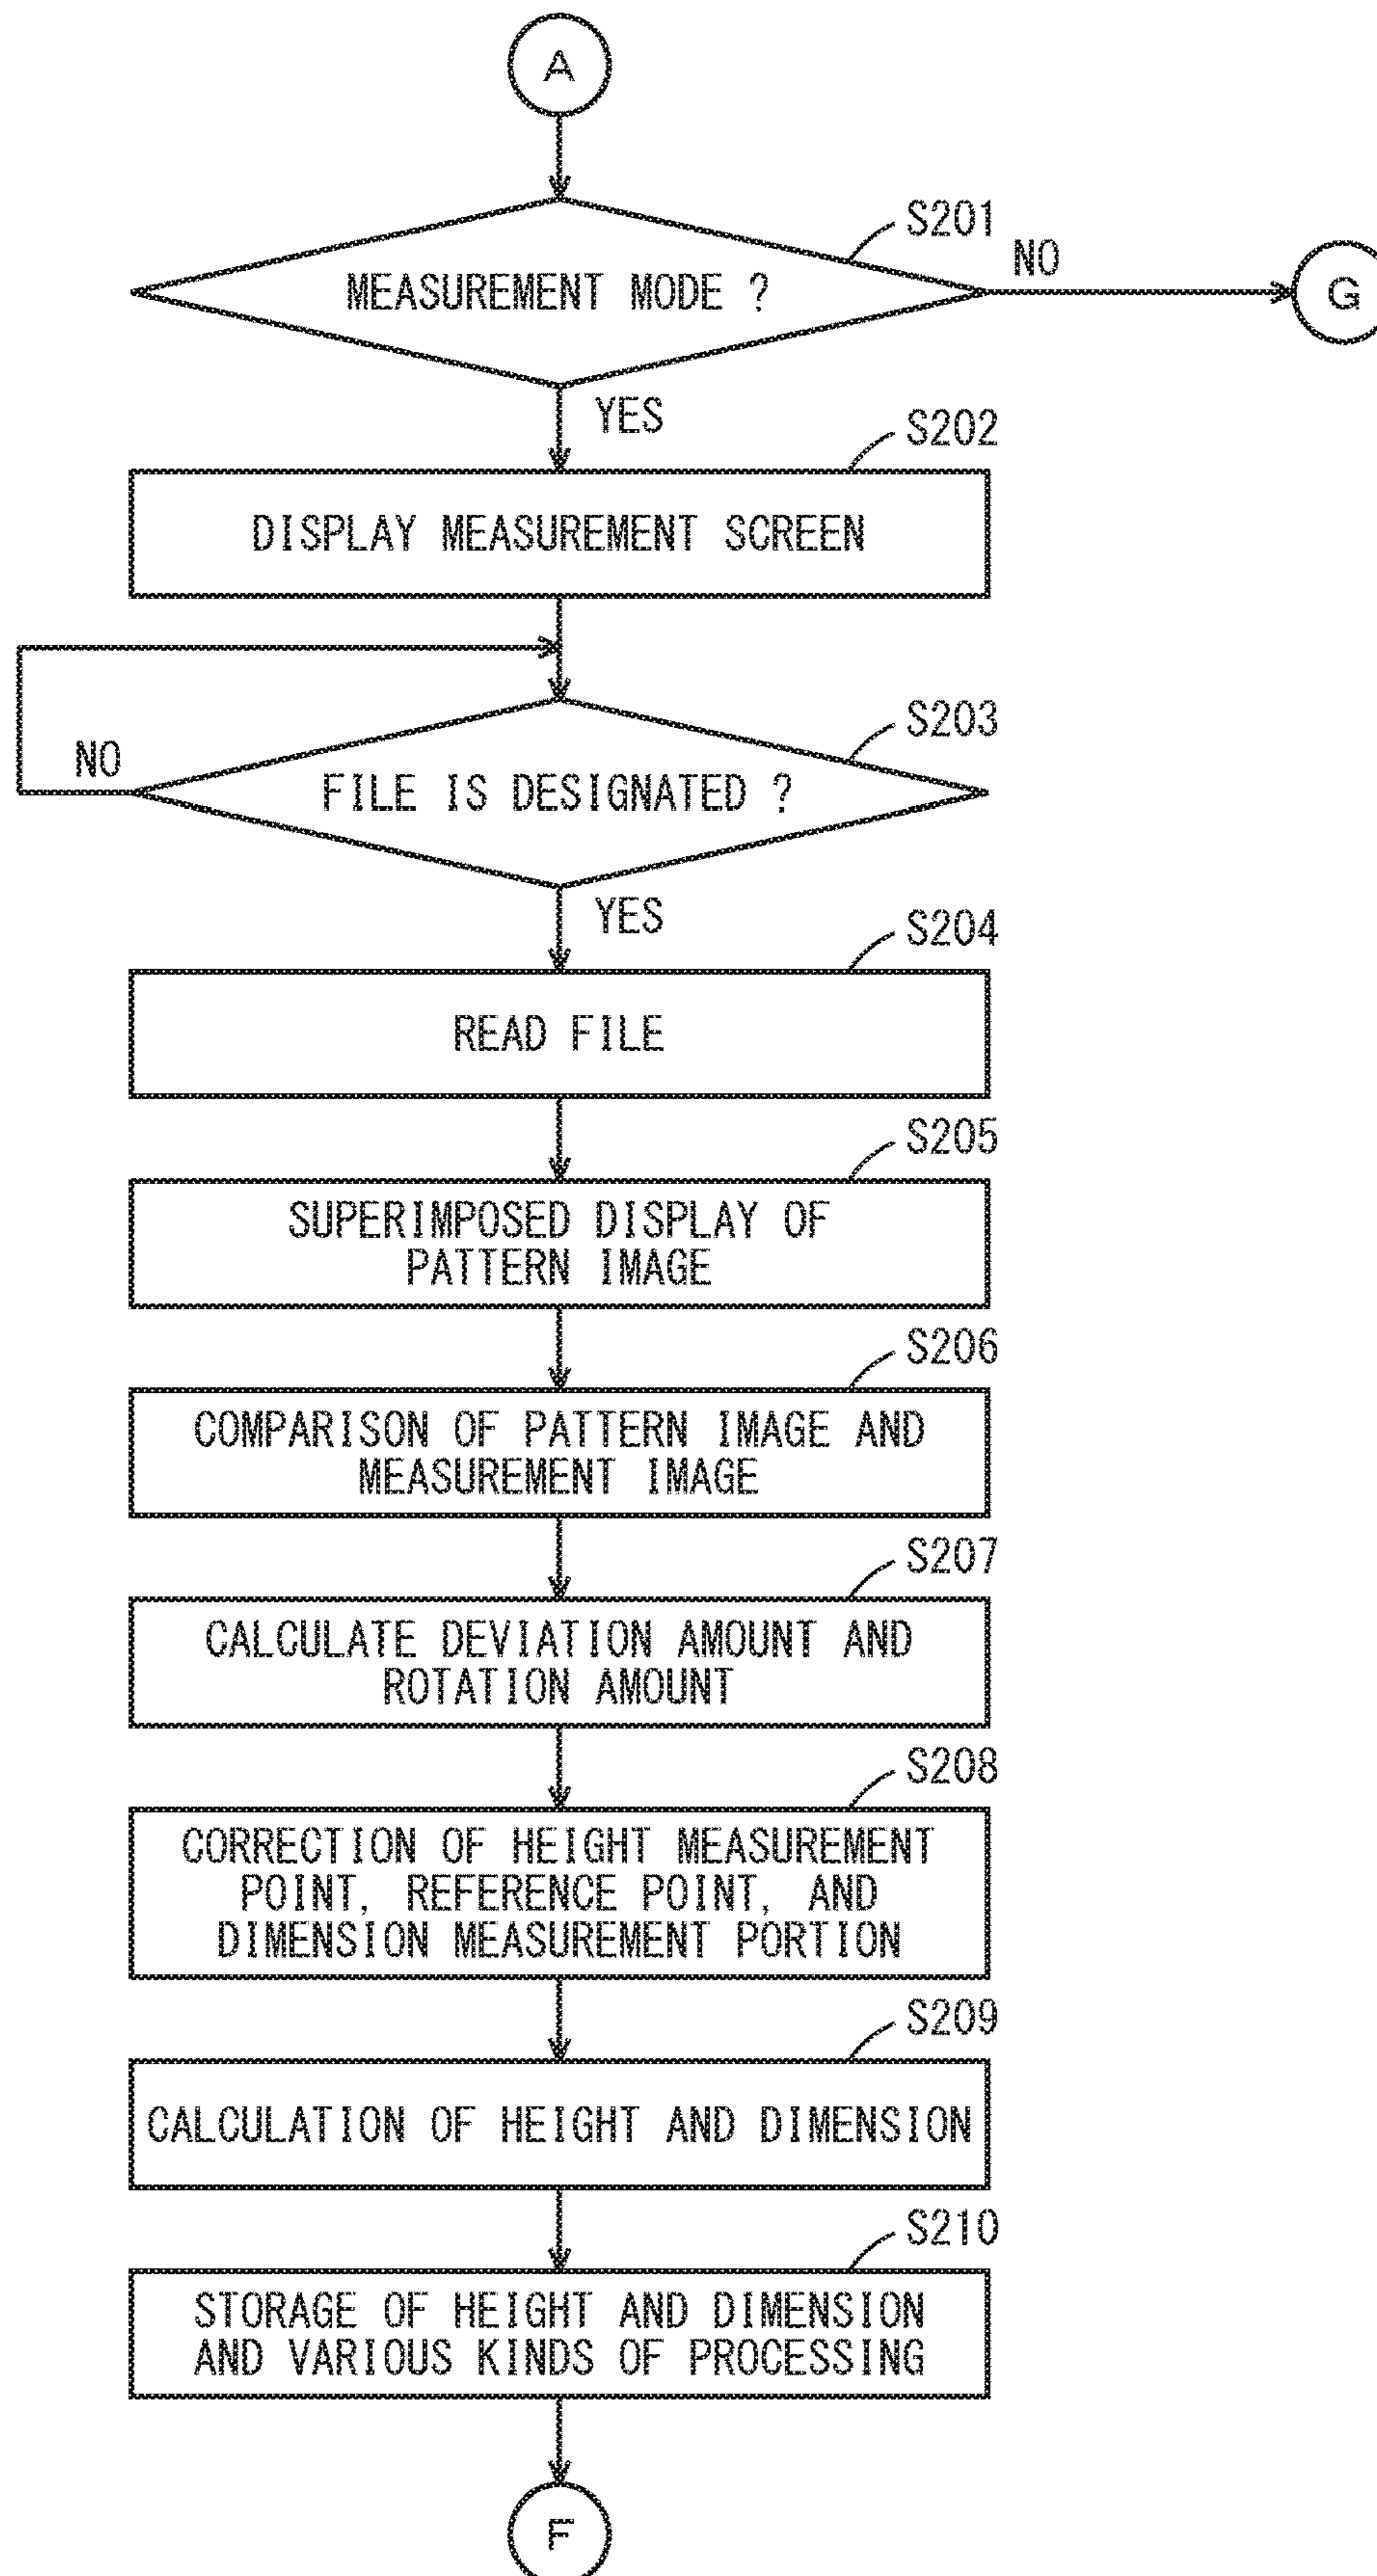 A
S201
MEASUREMENT MODE ?
NO
G
YES
S202
DISPLAY MEASUREMENT SCREEN
S203
NO
FILE IS DESIGNATED ?
YES
S204
READ FILE
S205
SUPERIMPOSED DISPLAY OF
PATTERN IMAGE
S206
COMPARISON OF PATTERN IMAGE AND
MEASUREMENT IMAGE
S207
CALCULATE DEVIATION AMOUNT AND
ROTATION AMOUNT
S208
CORRECTION OF HEIGHT MEASUREMENT
POINT, REFERENCE POINT, AND
DIMENSION MEASUREMENT PORTION
S209
CALCULATION OF HEIGHT AND DIMENSION
S210
STORAGE OF HEIGHT AND DIMENSION
AND VARIOUS KINDS OF PROCESSING
F